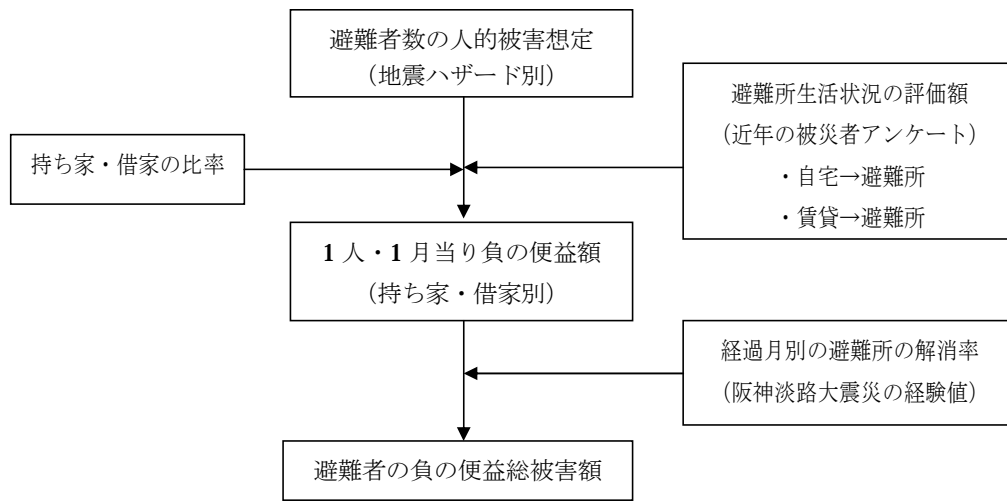 避難者数の人的被害想定
（地震ハザード別）
避難所生活状況の評価額
（近年の被災者アンケート）
・自宅→避難所
・賃貸→避難所
持ち家・借家の比率
1 人・1 月当り負の便益額
（持ち家・借家別）
経過月別の避難所の解消率
（阪神淡路大震災の経験値）
避難者の負の便益総被害額